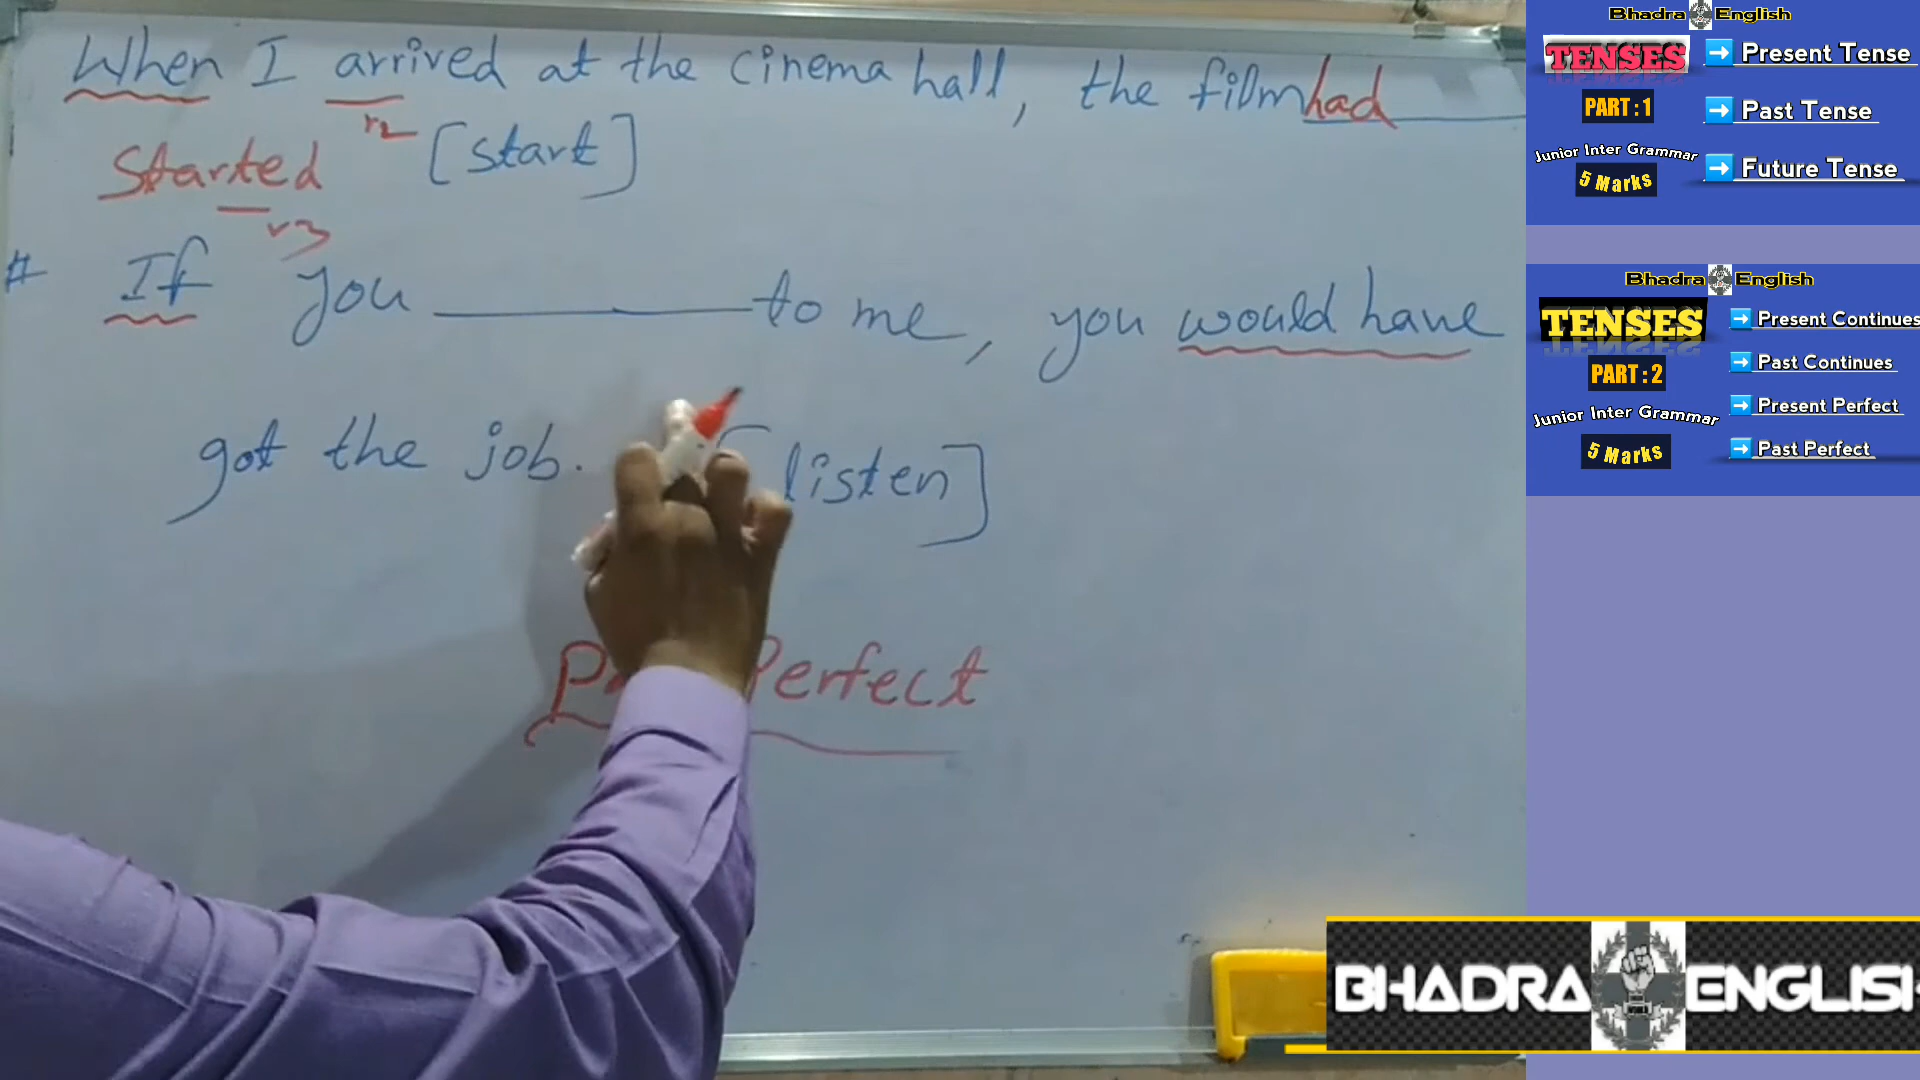 When I arrived at the cinema hall, the film had
v2
started [start]
v3
# If you ________ to me, you would have
got the job. [listen]
Perfect
Bhadra English
TENSES
PART : 1
Junior Inter Grammar
5 Marks
➡ Present Tense
➡ Past Tense
➡ Future Tense
Bhadra English
TENSES
PART : 2
Junior Inter Grammar
5 Marks
➡ Present Continues
➡ Past Continues
➡ Present Perfect
➡ Past Perfect
BHADRA ENGLISH